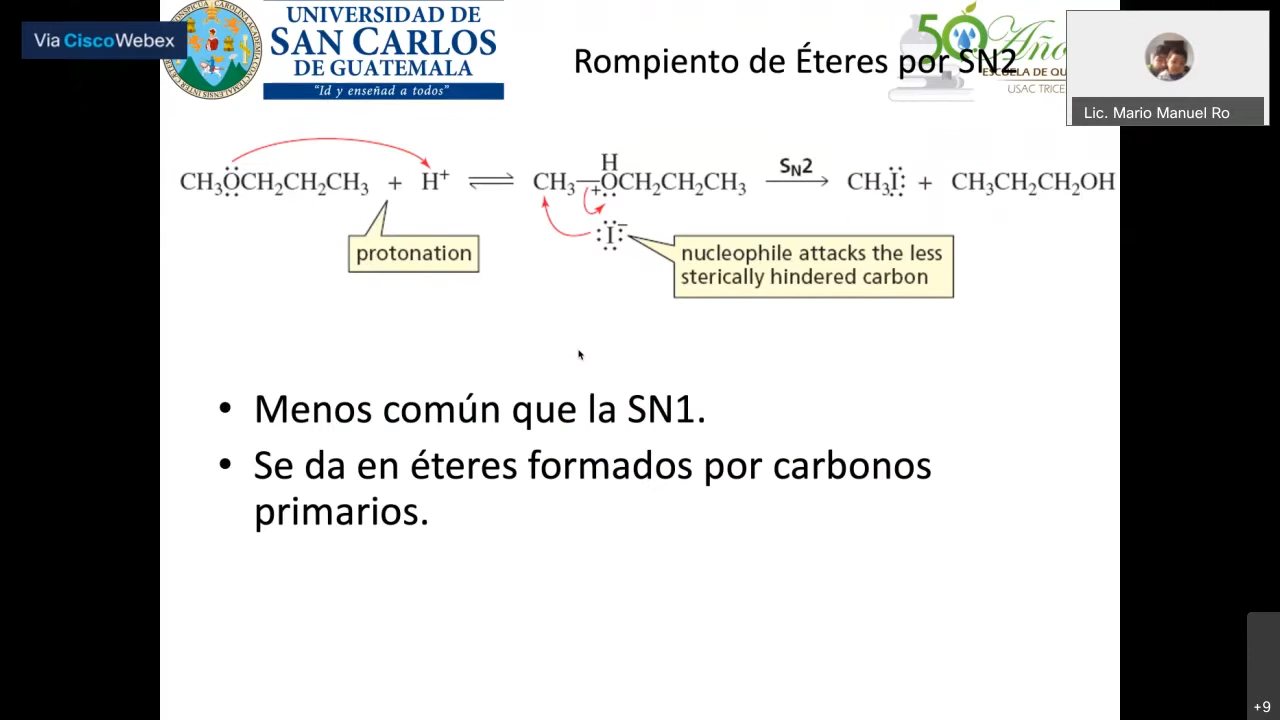 Via CiscoWebex
UNIVERSIDAD DE
SAN CARLOS
DE GUATEMALA
"Id y enseñad a todos"
Rompiento de Éteres por SN2
50 Años
ESCUELA DE QU
USAC TRICE
Lic. Mario Manuel Ro
CH₃ÖCH₂CH₂CH₃ + H⁺ ⇌ CH₃—⁺OCH₂CH₂CH₃ SN2 → CH₃I: + CH₃CH₂CH₂OH
H
:I:⁻
protonation
nucleophile attacks the less
sterically hindered carbon
• Menos común que la SN1.
• Se da en éteres formados por carbonos
primarios.
+9